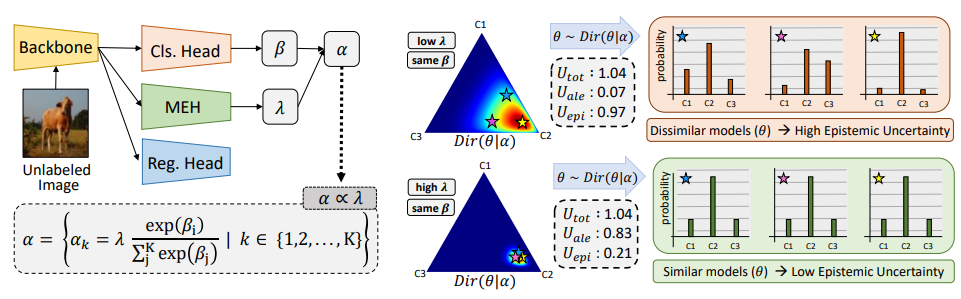 Backbone
Cls. Head
β
α
MEH
λ
Reg. Head
Unlabeled
Image
α ∝ λ
α = { α_k = λ exp(β_i) / Σ_j^K exp(β_j) | k ∈ {1,2, …, K} }
C1
low λ
same β
C3
C2
Dir(θ|α)
θ ~ Dir(θ|α)
U_tot : 1.04
U_ale : 0.07
U_epi : 0.97
probability
C1 C2 C3
C1 C2 C3
C1 C2 C3
Dissimilar models (θ) → High Epistemic Uncertainty
C1
high λ
same β
C3
C2
Dir(θ|α)
θ ~ Dir(θ|α)
U_tot : 1.04
U_ale : 0.83
U_epi : 0.21
probability
C1 C2 C3
C1 C2 C3
C1 C2 C3
Similar models (θ) → Low Epistemic Uncertainty